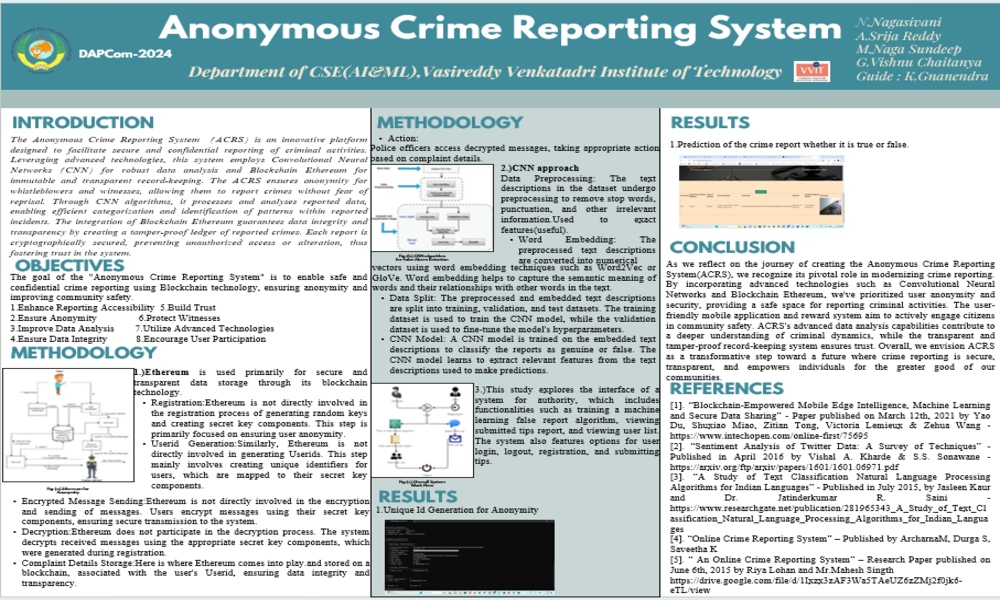 Anonymous Crime Reporting System
DAPCom-2024
Department of CSE(AI&ML),Vasireddy Venkatadri Institute of Technology
VVIT
N.Nagasivani
A.Srija Reddy
M.Naga Sundeep
G.Vishnu Chaitanya
Guide : K.Gnanendra
INTRODUCTION
The Anonymous Crime Reporting System (ACRS) is an innovative platform
designed to facilitate secure and confidential reporting of criminal activities.
Leveraging advanced technologies, this system employs Convolutional Neural
Networks (CNN) for robust data analysis and Blockchain Ethereum for
immutable and transparent record-keeping. The ACRS ensures anonymity for
whistleblowers and witnesses, allowing them to report crimes without fear of
reprisal. Through CNN algorithms, it processes and analyses reported data,
enabling efficient categorization and identification of patterns within reported
incidents. The integration of Blockchain Ethereum guarantees data integrity and
transparency by creating a tamper-proof ledger of reported crimes. Each report is
cryptographically secured, preventing unauthorized access or alteration, thus
fostering trust in the system.
OBJECTIVES
The goal of the "Anonymous Crime Reporting System" is to enable safe and
confidential crime reporting using Blockchain technology, ensuring anonymity and
improving community safety.
1.Enhance Reporting Accessibility 5.Build Trust
2.Ensure Anonymity 6.Protect Witnesses
3.Improve Data Analysis 7.Utilize Advanced Technologies
4.Ensure Data Integrity 8.Encourage User Participation
METHODOLOGY
1.)Ethereum is used primarily for secure and
transparent data storage through its blockchain
technology.
• Registration:Ethereum is not directly involved in
the registration process of generating random keys
and creating secret key components. This step is
primarily focused on ensuring user anonymity.
• Userid Generation:Similarly, Ethereum is not
directly involved in generating Userids. This step
mainly involves creating unique identifiers for
users, which are mapped to their secret key
components.
• Encrypted Message Sending:Ethereum is not directly involved in the encryption
and sending of messages. Users encrypt messages using their secret key
components, ensuring secure transmission to the system.
• Decryption:Ethereum does not participate in the decryption process. The system
decrypts received messages using the appropriate secret key components, which
were generated during registration.
• Complaint Details Storage:Here is where Ethereum comes into play.and stored on a
blockchain, associated with the user's Userid, ensuring data integrity and
transparency.
METHODOLOGY
• Action:
Police officers access decrypted messages, taking appropriate action
based on complaint details.
2.)CNN approach
Data Preprocessing: The text
descriptions in the dataset undergo
preprocessing to remove stop words,
punctuation, and other irrelevant
information.Used to exact
features(useful).
• Word Embedding: The
preprocessed text descriptions
are converted into numerical
vectors using word embedding techniques such as Word2Vec or
GloVe. Word embedding helps to capture the semantic meaning of
words and their relationships with other words in the text.
• Data Split: The preprocessed and embedded text descriptions
are split into training, validation, and test datasets. The training
dataset is used to train the CNN model, while the validation
dataset is used to fine-tune the model's hyperparameters.
• CNN Model: A CNN model is trained on the embedded text
descriptions to classify the reports as genuine or false. The
CNN model learns to extract relevant features from the text
descriptions used to make predictions.
3.)This study explores the interface of a
system for authority, which includes
functionalities such as training a machine
learning false report algorithm, viewing
submitted tips report, and viewing user list.
The system also features options for user
login, logout, registration, and submitting
tips.
RESULTS
1.Unique Id Generation for Anonymity
RESULTS
1.Prediction of the crime report whether it is true or false.
CONCLUSION
As we reflect on the journey of creating the Anonymous Crime Reporting
System(ACRS), we recognize its pivotal role in modernizing crime reporting.
By incorporating advanced technologies such as Convolutional Neural
Networks and Blockchain Ethereum, we've prioritized user anonymity and
security, providing a safe space for reporting criminal activities. The user-
friendly mobile application and reward system aim to actively engage citizens
in community safety. ACRS's advanced data analysis capabilities contribute to
a deeper understanding of criminal dynamics, while the transparent and
tamper-proof record-keeping system ensures trust. Overall, we envision ACRS
as a transformative step toward a future where crime reporting is secure,
transparent, and empowers individuals for the greater good of our
communities.
REFERENCES
[1]. "Blockchain-Empowered Mobile Edge Intelligence, Machine Learning
and Secure Data Sharing" - Paper published on March 12th, 2021 by Yao
Du, Shuxiao Miao, Zitian Tong, Victoria Lemieux & Zehua Wang -
https://www.intechopen.com/online-first/75695
[2]. "Sentiment Analysis of Twitter Data : A Survey of Techniques" -
Published in April 2016 by Vishal A. Kharde & S.S. Sonawane -
https://arxiv.org/ftp/arxiv/papers/1601/1601.06971.pdf
[3]. "A Study of Text Classification Natural Language Processing
Algorithms for Indian Languages" - Published in July 2015, by Jasleen Kaur
and Dr. Jatinderkumar R. Saini -
https://www.researchgate.net/publication/281965343_A_Study_of_Text_Cl
assification_Natural_Language_Processing_Algorithms_for_Indian_Langua
ges
[4]. "Online Crime Reporting System" – Published by ArcharnaM, Durga S,
Saveetha K
[5]. " An Online Crime Reporting System" – Research Paper published on
June 6th, 2015 by Riya Lohan and Mr.Mahesh Singth
https://drive.google.com/file/d/1Ixzx3zAF3Wa5TAeUZ6zZMj2f0jk6-
eTL/view